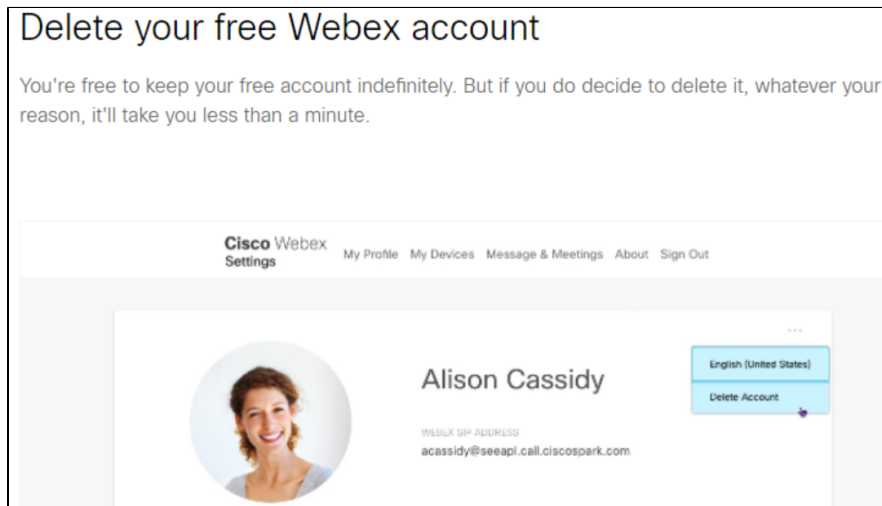 Delete your free Webex account
You're free to keep your free account indefinitely. But if you do decide to delete it, whatever your
reason, it'll take you less than a minute.
Cisco Webex
Settings
My Profile My Devices Message & Meetings About Sign Out
...
English (United States)
Delete Account
Alison Cassidy
WEBEX SIP ADDRESS
acassidy@seeapl.call.ciscospark.com